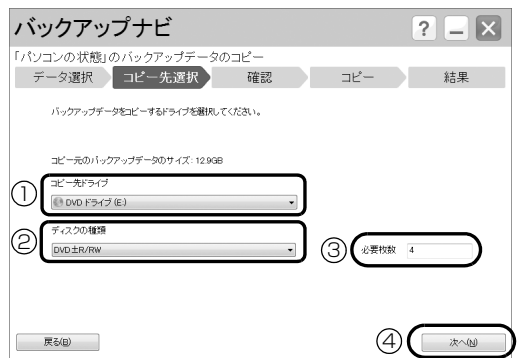 バックアップナビ
? – ×
「パソコンの状態」のバックアップデータのコピー
データ選択 コピー先選択 確認 コピー 結果
バックアップデータをコピーするドライブを選択してください。
コピー元のバックアップデータのサイズ: 12.9GB
① コピー先ドライブ
DVD ドライブ (E:)
② ディスクの種類
DVD±R/RW
③ 必要枚数 4
戻る(B)
④ 次へ(N)